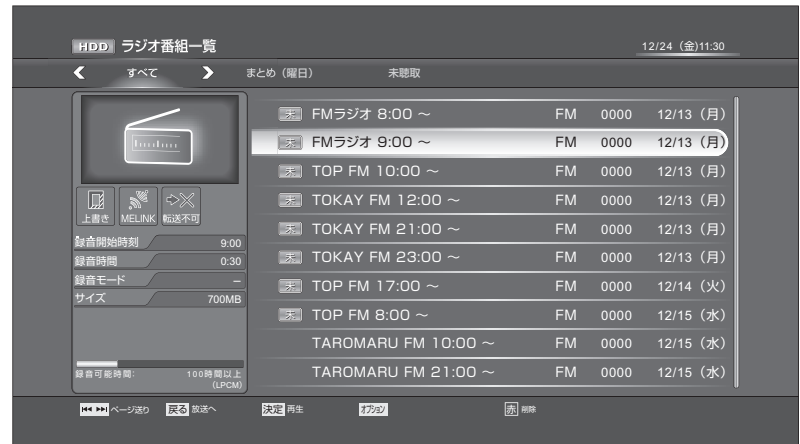 HDD ラジオ番組一覧 12/24 （金)11:30
すべて まとめ（曜日） 未聴取
未 FMラジオ 8:00 ～ FM 0000 12/13（月）
未 FMラジオ 9:00 ～ FM 0000 12/13（月）
未 TOP FM 10:00 ～ FM 0000 12/13（月）
未 TOKAY FM 12:00 ～ FM 0000 12/13（月）
未 TOKAY FM 21:00 ～ FM 0000 12/13（月）
未 TOKAY FM 23:00 ～ FM 0000 12/13（月）
未 TOP FM 17:00 ～ FM 0000 12/14（火）
未 TOP FM 8:00 ～ FM 0000 12/15（水）
TAROMARU FM 10:00 ～ FM 0000 12/15（水）
TAROMARU FM 21:00 ～ FM 0000 12/15（水）
上書き MELINK 転送不可
録音開始時刻 9:00
録音時間 0:30
録音モード –
サイズ 700MB
録音可能時間: 100時間以上
(LPCM)
ページ送り 戻る 放送へ 決定 再生 オプション 赤 削除